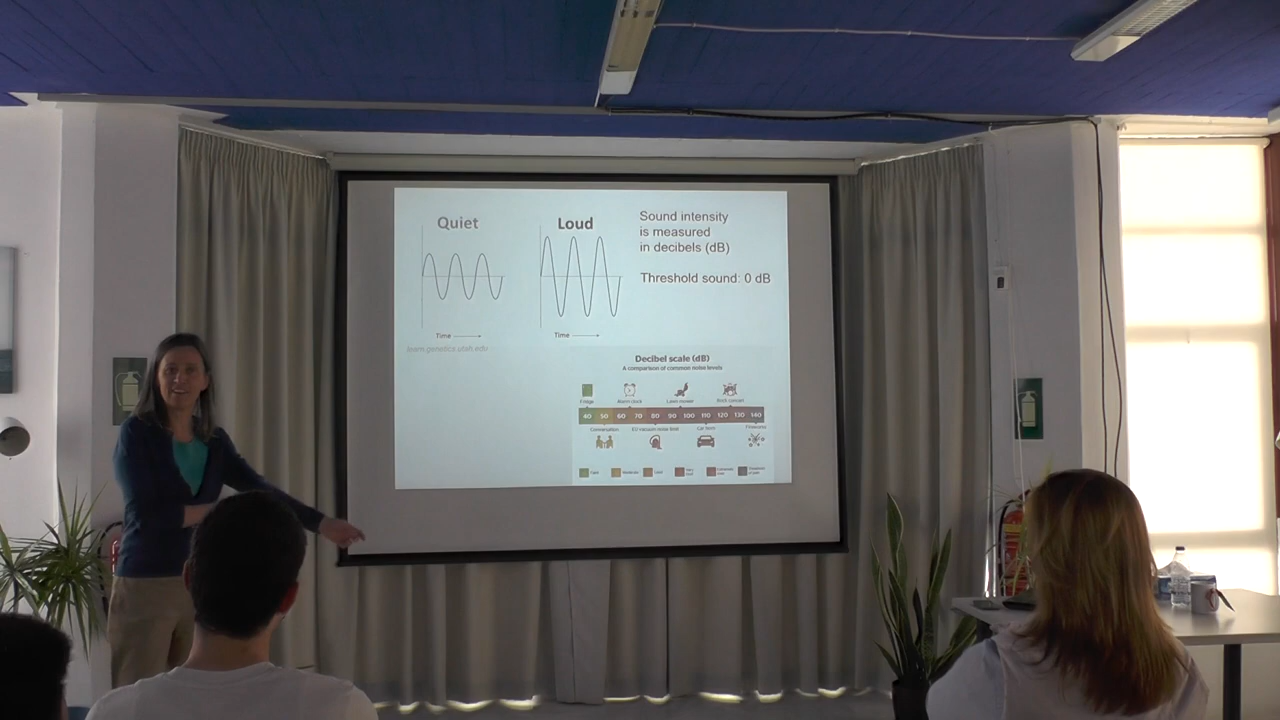 Quiet
Loud
Time
Time
learn.genetics.utah.edu
Sound intensity
is measured
in decibels (dB)
Threshold sound: 0 dB
Decibel scale (dB)
A comparison of common noise levels
Fridge
Alarm clock
Lawn mower
Rock concert
40 50 60 70 80 90 100 110 120 130 140
Conversation
EU vacuum noise limit
Car horn
Fireworks